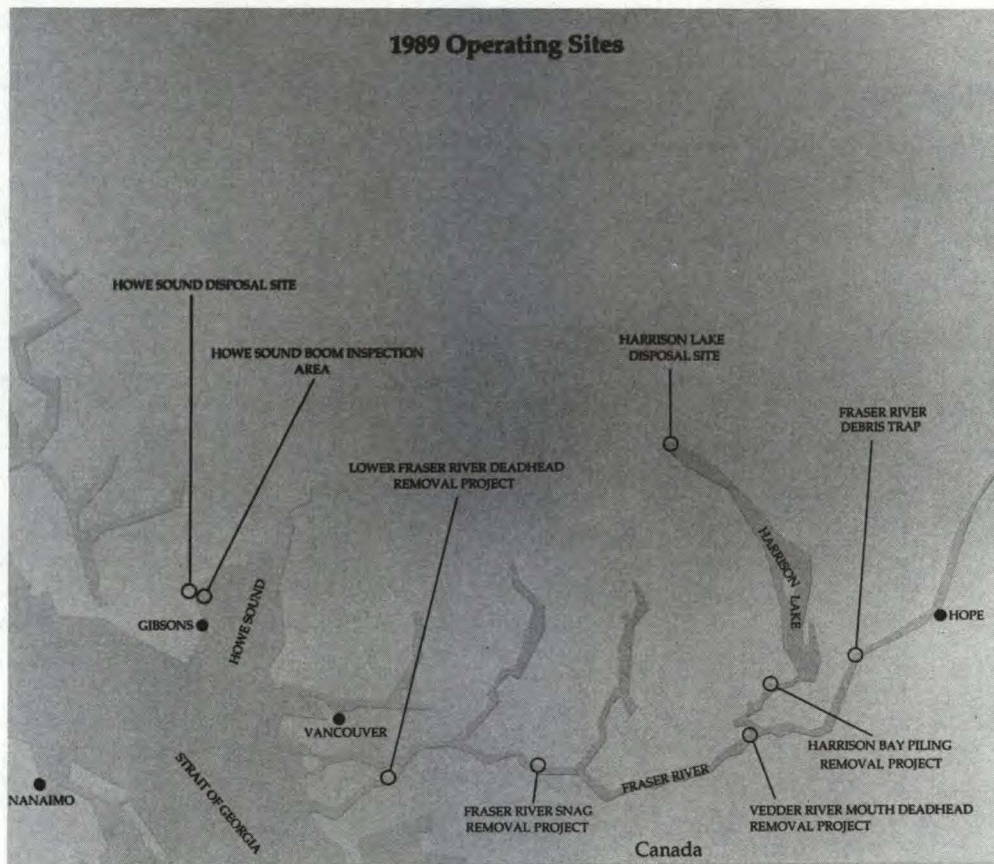 1989 Operating Sites
HOWE SOUND DISPOSAL SITE
HOWE SOUND BOOM INSPECTION
AREA
HARRISON LAKE
DISPOSAL SITE
FRASER RIVER
DEBRIS TRAP
LOWER FRASER RIVER DEADHEAD
REMOVAL PROJECT
HARRISON LAKE
HOWE SOUND
GIBSONS
HOPE
VANCOUVER
HARRISON BAY PILING
REMOVAL PROJECT
STRAIT OF GEORGIA
NANAIMO
FRASER RIVER
FRASER RIVER SNAG
REMOVAL PROJECT
VEDDER RIVER MOUTH DEADHEAD
REMOVAL PROJECT
Canada